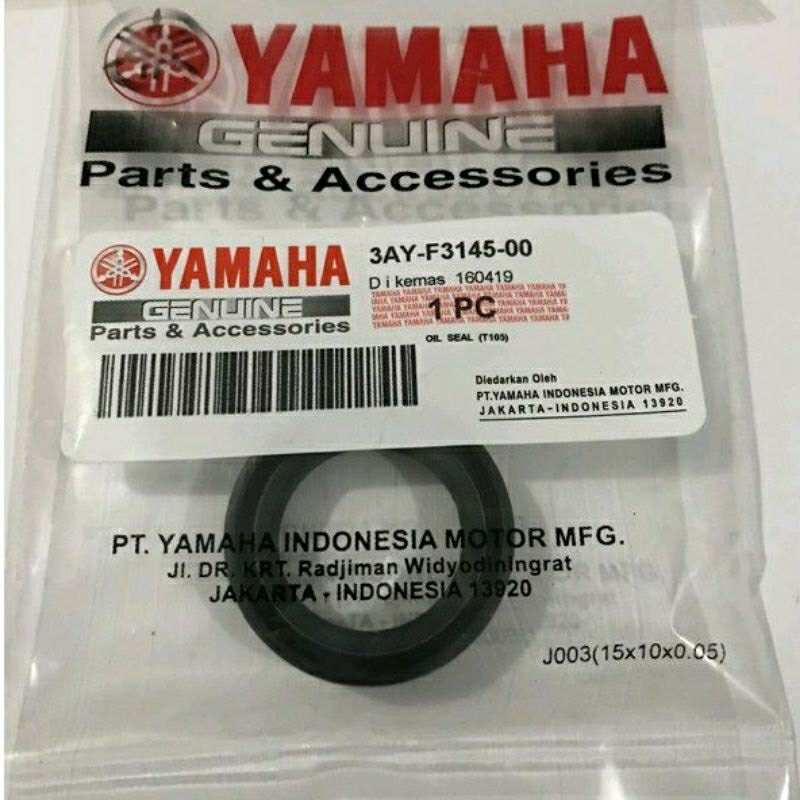 YAMAHA
GENUINE
Parts & Accessories
YAMAHA
GENUINE
Parts & Accessories
3AY-F3145-00
Di kemas 160419
1 PC
OIL SEAL (T105)
Diedarkan Oleh
PT.YAMAHA INDONESIA MOTOR MFG.
JAKARTA-INDONESIA 13920
PT. YAMAHA INDONESIA MOTOR MFG.
Jl. DR. KRT. Radjiman Widyodiningrat
JAKARTA - INDONESIA 13920
J003(15x10x0.05)